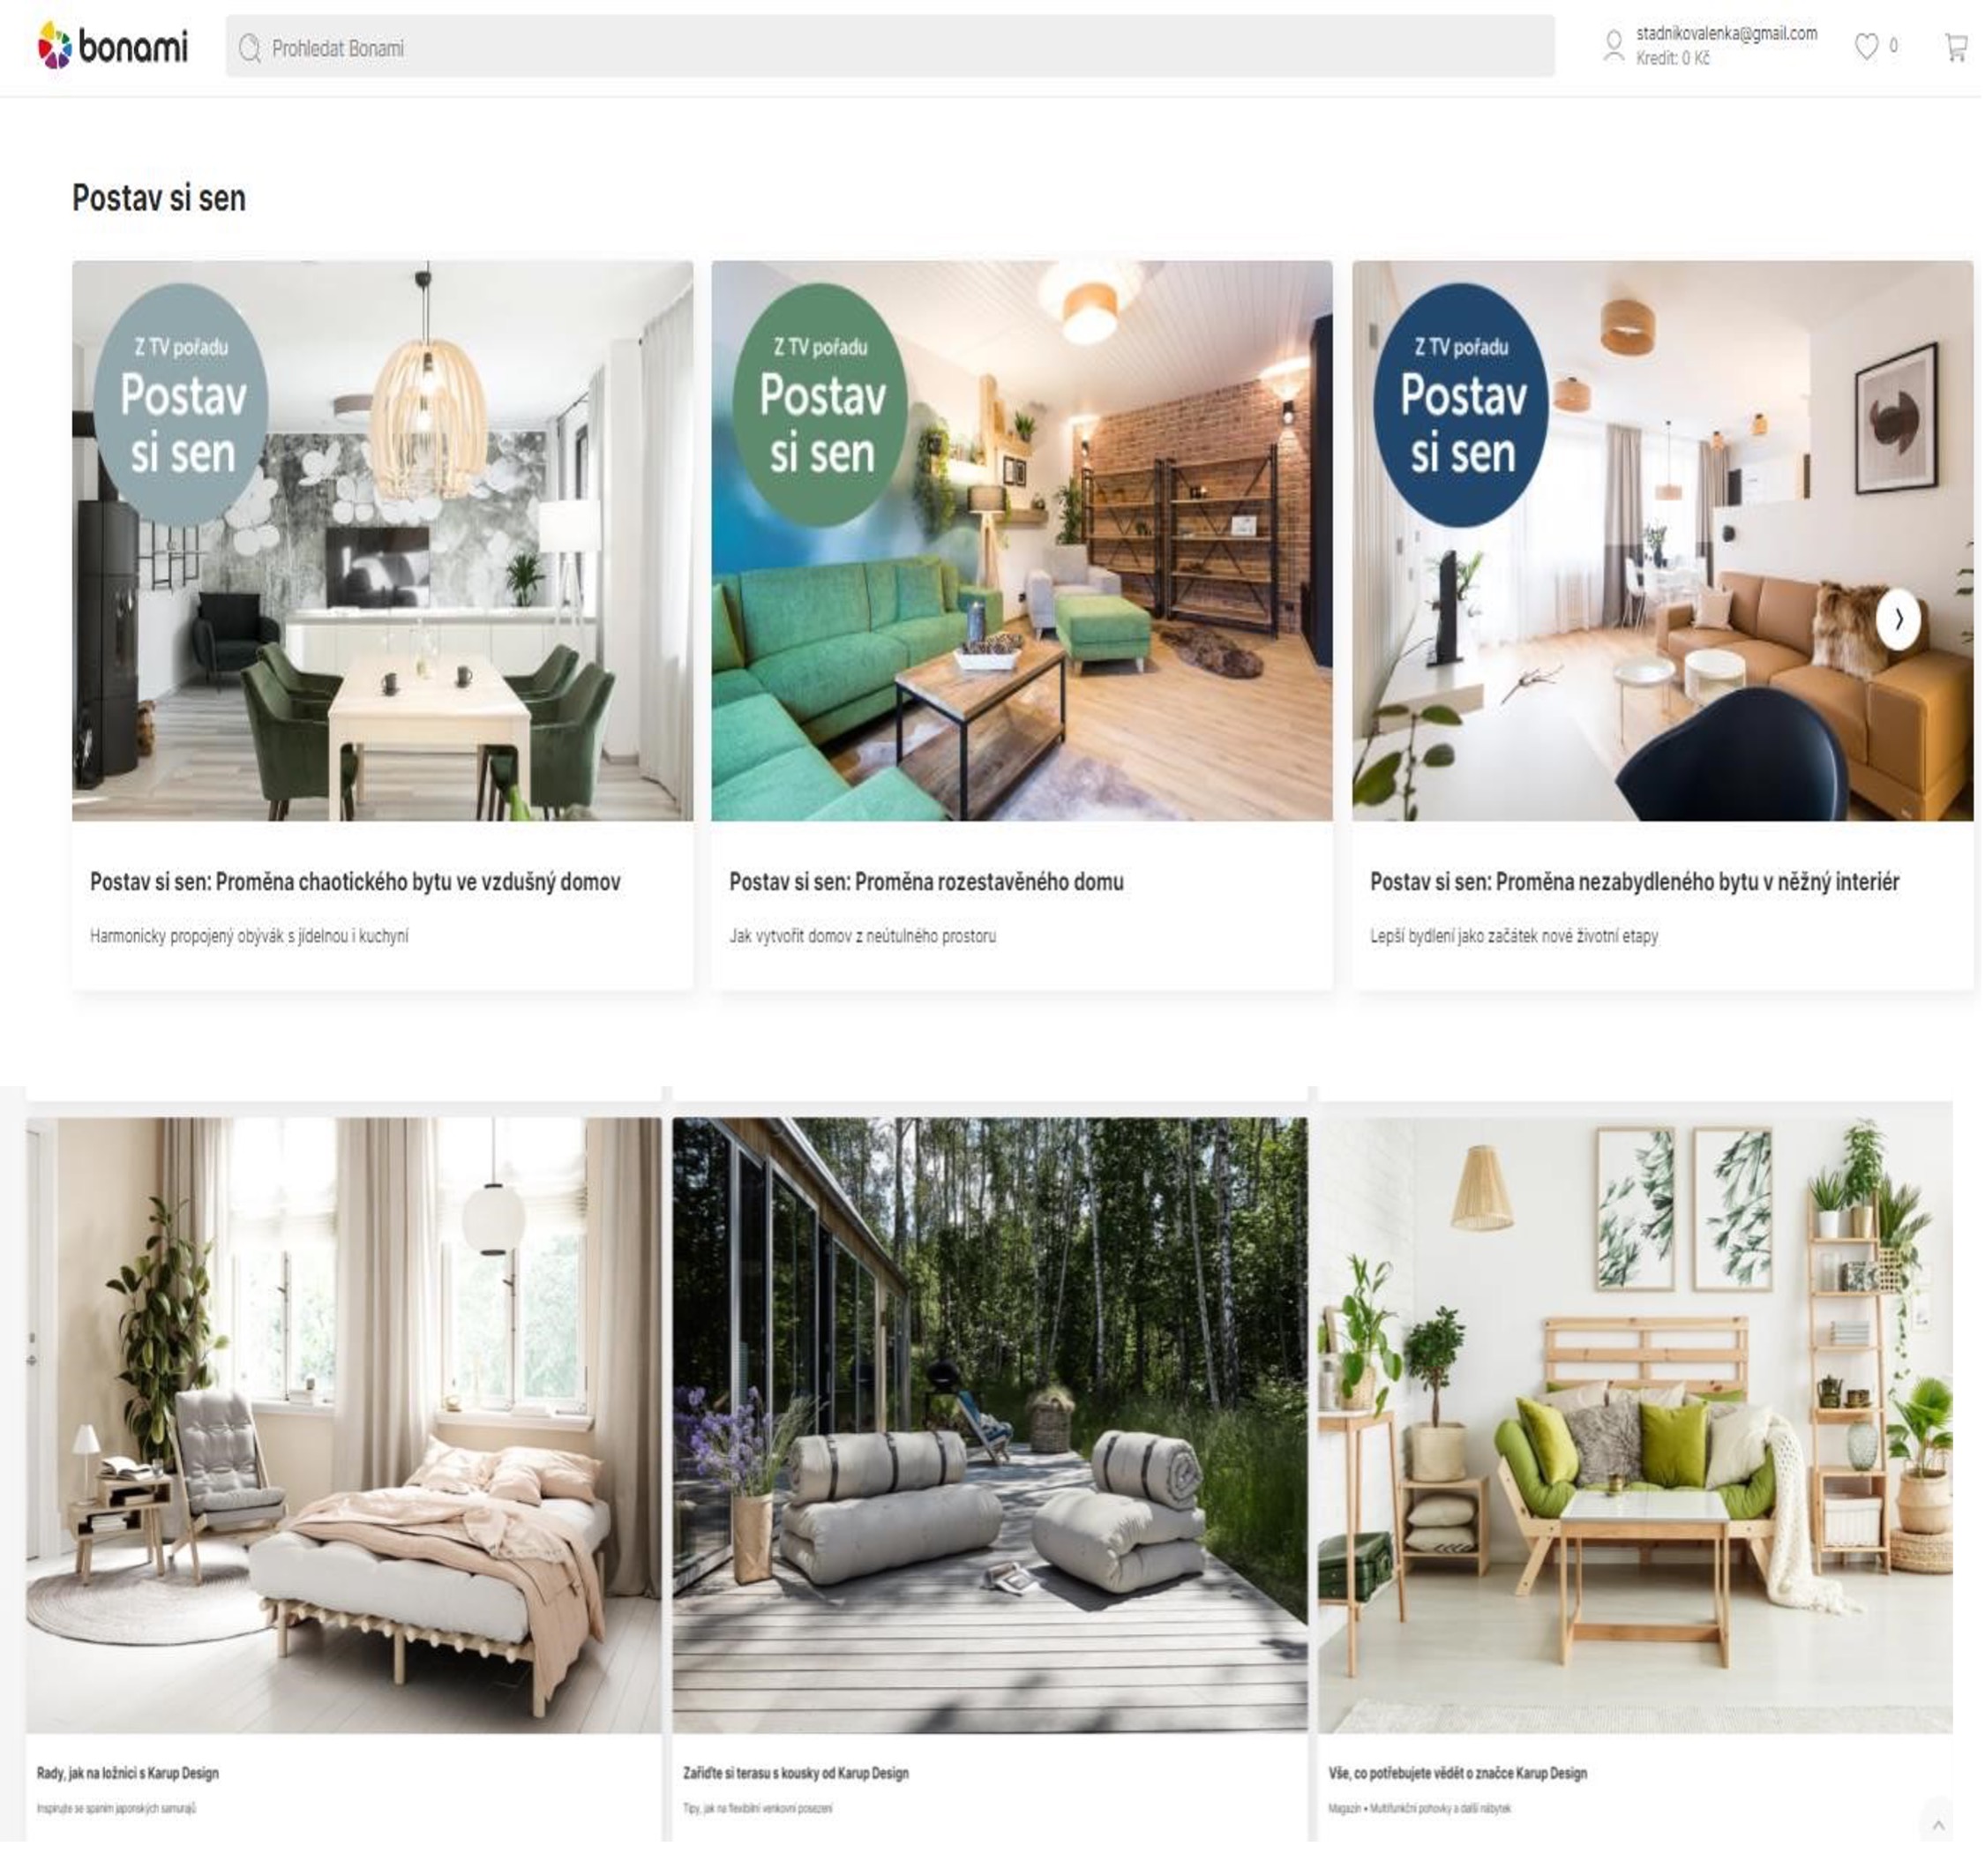 bonami
Prohledat Bonami
stadnikovalenka@gmail.com
Kredit: 0 Kč
0
Postav si sen
Z TV pořadu
Postav
si sen
Z TV pořadu
Postav
si sen
Z TV pořadu
Postav
si sen
Postav si sen: Proměna chaotického bytu ve vzdušný domov
Harmonicky propojený obývák s jídelnou i kuchyní
Postav si sen: Proměna rozestavěného domu
Jak vytvořit domov z neútulného prostoru
Postav si sen: Proměna nezabydleného bytu v něžný interiér
Lepší bydlení jako začátek nové životní etapy
Rady, jak na ložnici s Karup Design
Inspirujte se spaním japonských samurajů
Zařiďte si terasu s kousky od Karup Design
Tipy, jak na flexibilní venkovní posezení
Vše, co potřebujete vědět o značce Karup Design
Magazín • Multifunkční pohovky a další nábytek